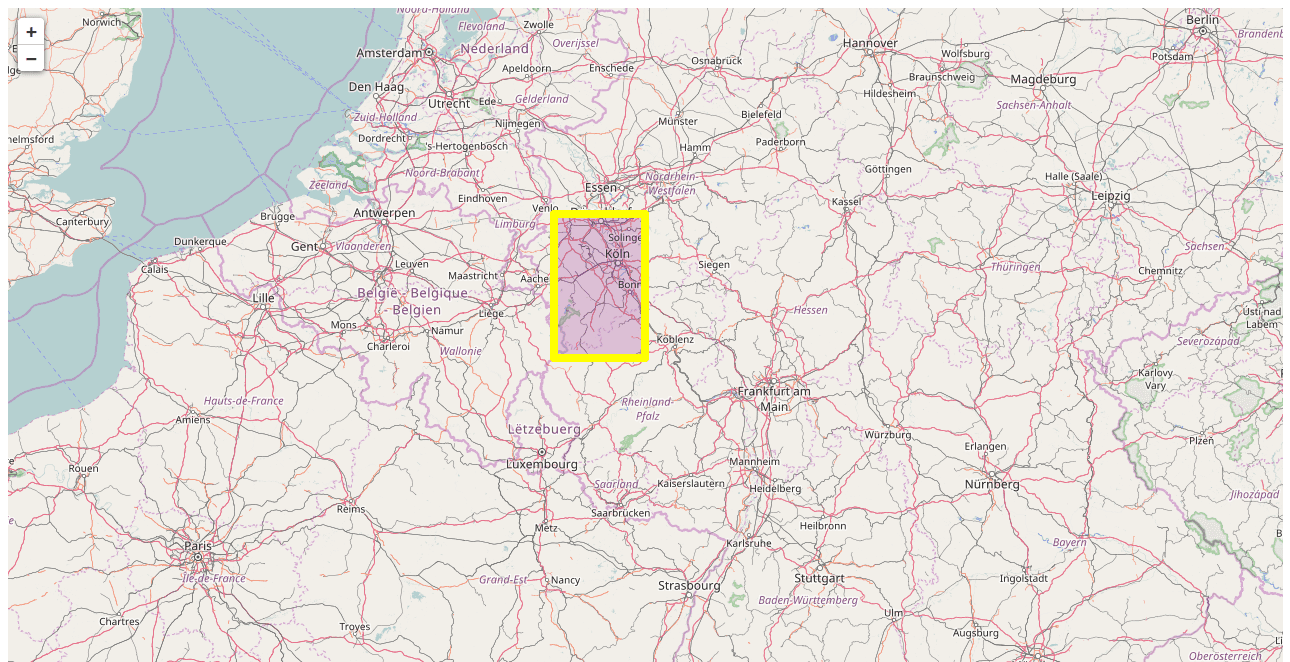 Noord-Holland
Norwich
Flevoland
Zwolle
Berlin
+
−
Amsterdam
Nederland
Overijssel
Hannover
Wolfsburg
Potsdam
Brandenb
Apeldoorn
Enschede
Osnabrück
Braunschweig
Magdeburg
Den Haag
Utrecht
Ede
Gelderland
Hildesheim
Sachsen-Anhalt
Zuid-Holland
Nijmegen
Münster
Bielefeld
helmsford
Dordrecht
's-Hertogenbosch
Hamm
Paderborn
Noord-Brabant
Göttingen
Halle (Saale)
Zeeland
Essen
Nordrhein-
Westfalen
Leipzig
Eindhoven
Kassel
Canterbury
Brugge
Antwerpen
Venlo
Limburg
Solinge
Dunkerque
Gent
Vlaanderen
Köln
Sachsen
Calais
Leuven
Maastricht
Aache
Siegen
Thüringen
Chemnitz
Lille
België - Belgique
- Belgien
Bonn
Liège
Hessen
Ústí nad
Labem
Mons
Namur
Charleroi
Wallonie
Koblenz
Severozápad
Karlovy
Vary
Frankfurt am
Main
Hauts-de-France
Rheinland-
Pfalz
Amiens
Lëtzebuerg
Würzburg
Plzeň
Erlangen
Rouen
Luxembourg
Mannheim
Saarland
Kaiserslautern
Heidelberg
Nürnberg
Jihozápad
Reims
Saarbrücken
Metz
Heilbronn
Paris
Karlsruhe
Bayern
Île-de-France
Grand-Est
Nancy
Strasbourg
Stuttgart
Ingolstadt
Baden-Württemberg
Chartres
Troyes
Ulm
Augsburg
Oberösterreich